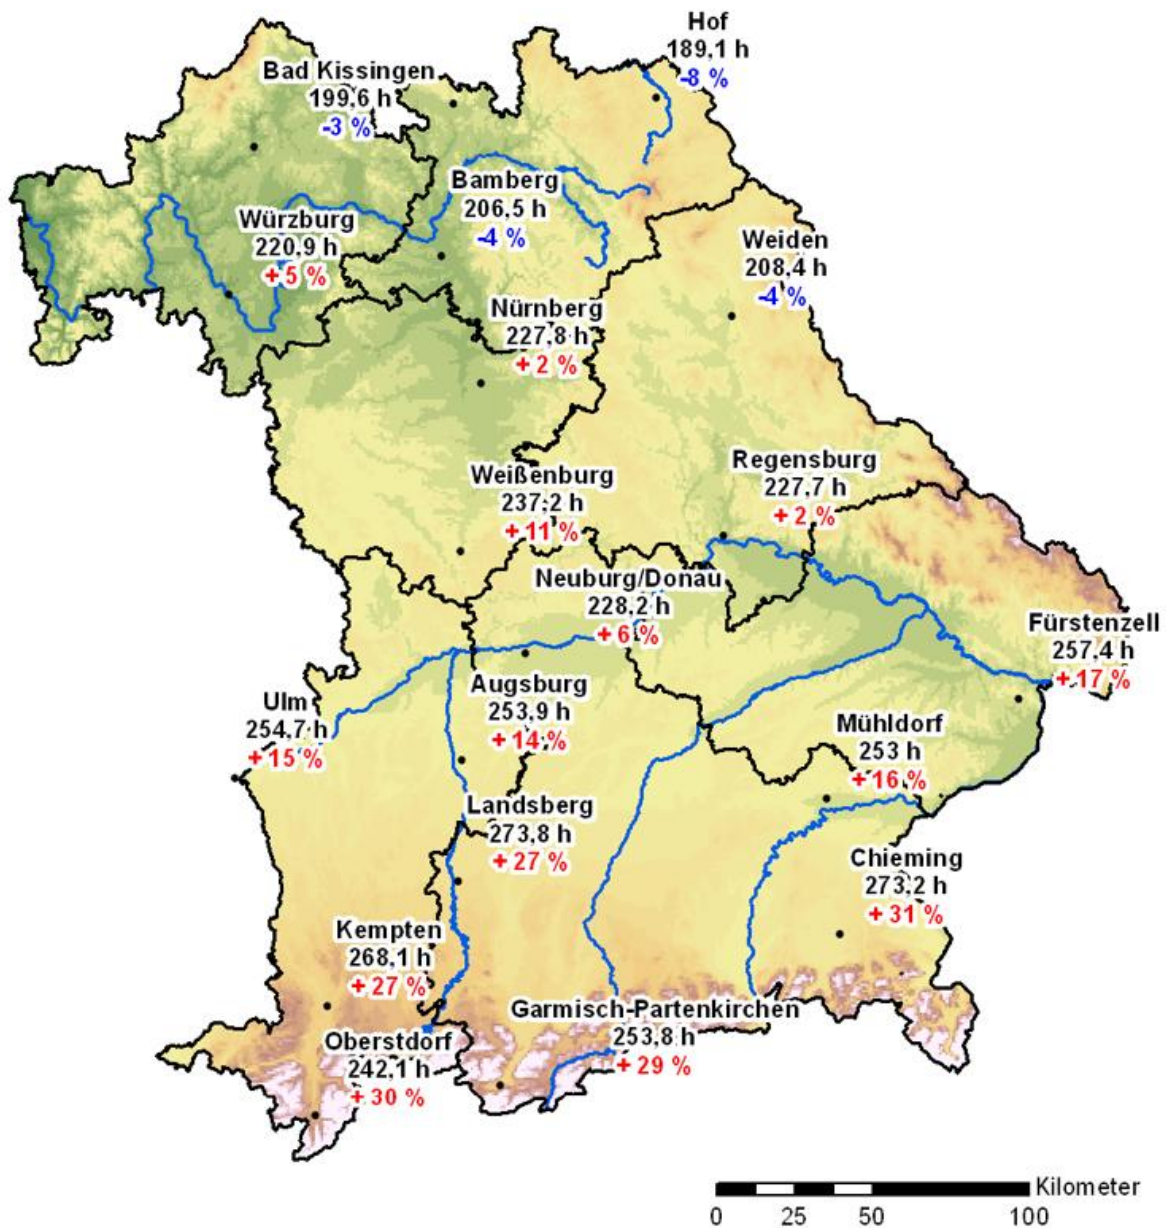 Hof
189,1 h
-8 %
Bad Kissingen
199,6 h
-3 %
Bamberg
206,5 h
-4 %
Würzburg
220,9 h
+ 5 %
Weiden
208,4 h
-4 %
Nürnberg
227,8 h
+ 2 %
Weißenburg
237,2 h
+ 11 %
Regensburg
227,7 h
+ 2 %
Neuburg/Donau
228,2 h
+ 6 %
Fürstenzell
257,4 h
+ 17 %
Augsburg
253,9 h
+ 14 %
Ulm
254,7 h
+ 15 %
Mühldorf
253 h
+ 16 %
Landsberg
273,8 h
+ 27 %
Chieming
273,2 h
+ 31 %
Kempten
268,1 h
+ 27 %
Garmisch-Partenkirchen
253,8 h
+ 29 %
Oberstdorf
242,1 h
+ 30 %
Kilometer
0 25 50 100